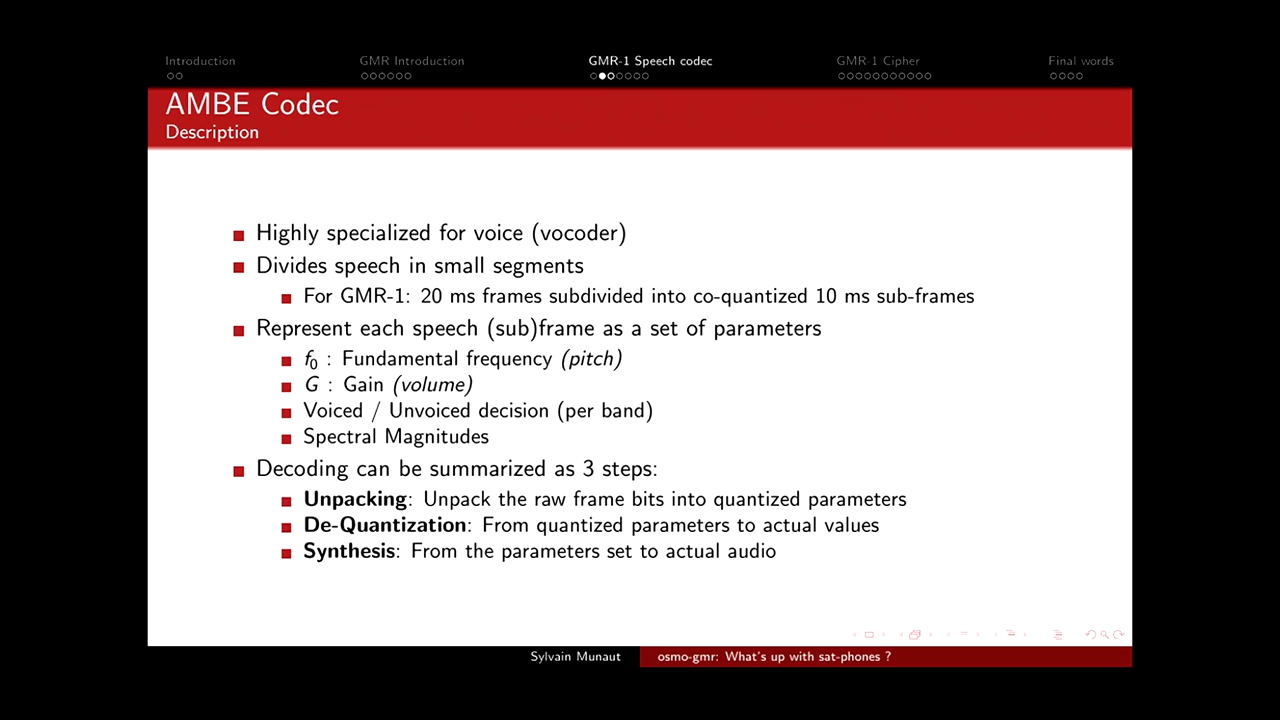 Introduction GMR Introduction GMR-1 Speech codec GMR-1 Cipher Final words
AMBE Codec
Description
Highly specialized for voice (vocoder)
Divides speech in small segments
For GMR-1: 20 ms frames subdivided into co-quantized 10 ms sub-frames
Represent each speech (sub)frame as a set of parameters
f0 : Fundamental frequency (pitch)
G : Gain (volume)
Voiced / Unvoiced decision (per band)
Spectral Magnitudes
Decoding can be summarized as 3 steps:
Unpacking: Unpack the raw frame bits into quantized parameters
De-Quantization: From quantized parameters to actual values
Synthesis: From the parameters set to actual audio
Sylvain Munaut osmo-gmr: What's up with sat-phones ?